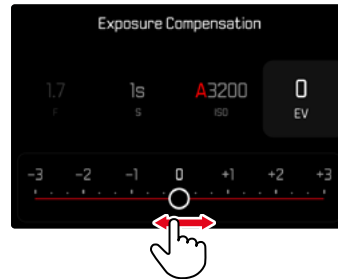 Exposure Compensation
1.7 1s A3200 0
F S ISO EV
-3 -2 -1 0 +1 +2 +3